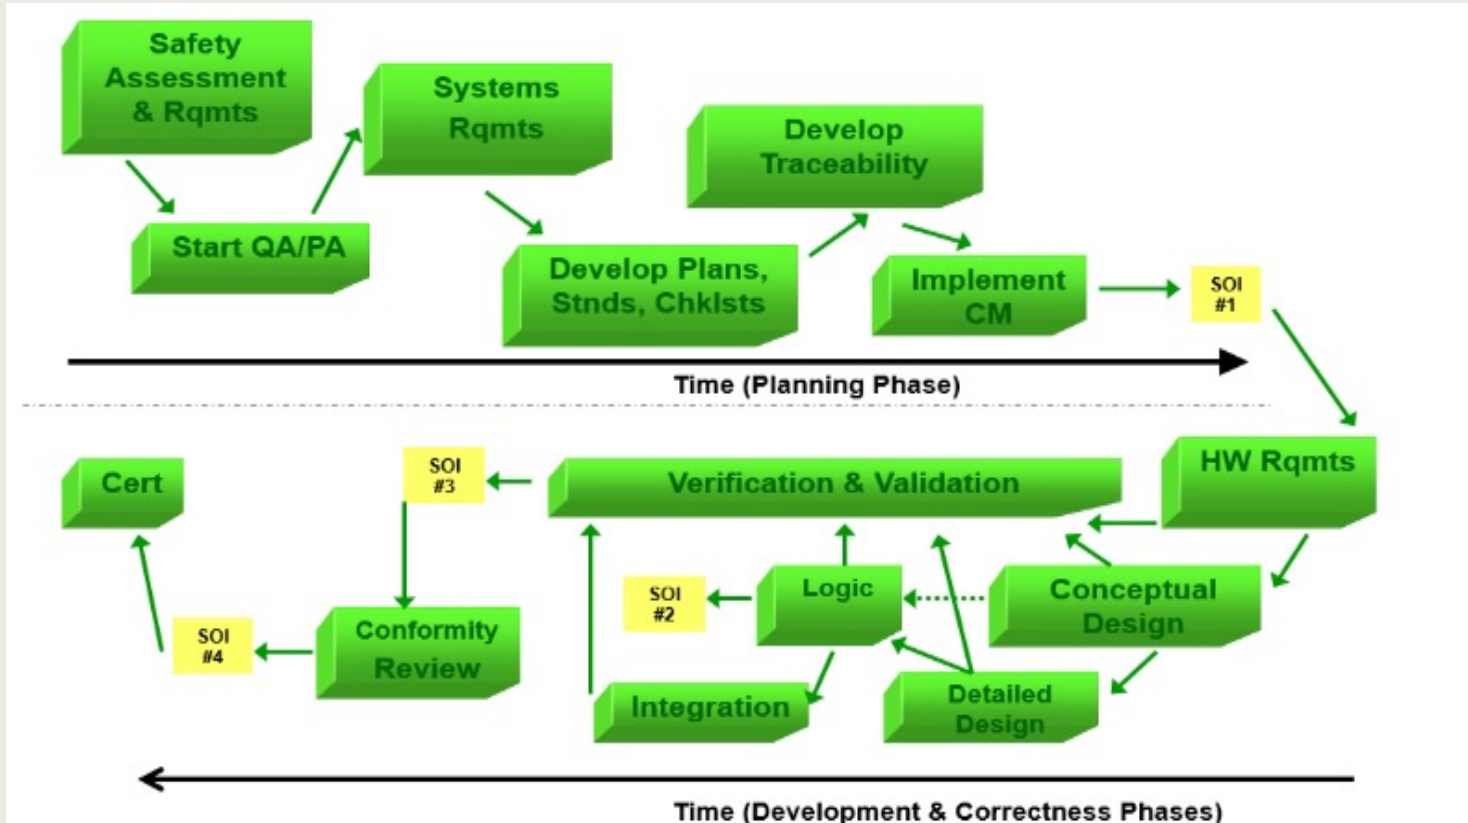 Safety
Assessment
& Rqmts
Systems
Rqmts
Develop
Traceability
Start QA/PA
Develop Plans,
Stnds, Chklsts
Implement
CM
SOI
#1
Time (Planning Phase)
HW Rqmts
Verification & Validation
SOI
#3
Cert
Conceptual
Design
Logic
SOI
#2
Conformity
Review
SOI
#4
Detailed
Design
Integration
Time (Development & Correctness Phases)